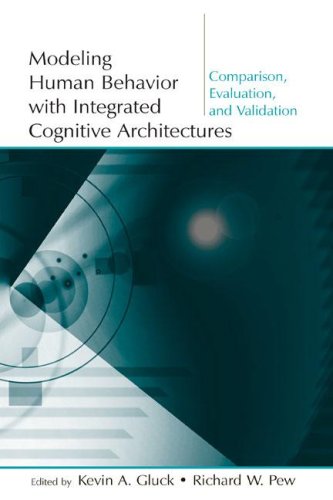 Modeling
Human Behavior
with Integrated
Cognitive Architectures
Comparison,
Evaluation,
and Validation
Edited by Kevin A. Gluck • Richard W. Pew